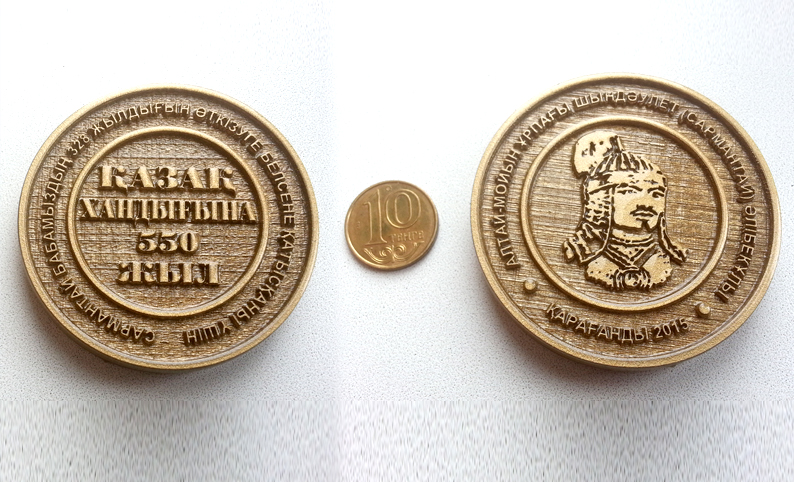 САРМАНТАЙ БАБАМЫЗДЫҢ 328 ЖЫЛДЫҒЫН ӨТКІЗУГЕ БЕЛСЕНЕ ҚАТЫСҚАНЫ ҮШІН
ҚАЗАҚ
ХАНДЫҒЫНА
550
ЖЫЛ
10
ТЕҢГЕ
АЛТАЙ-МОЙЫН ҰРПАҒЫ ШЫНДӘУЛЕТ (САРМАНТАЙ) ӘЛІБЕКҰЛЫ
ҚАРАҒАНДЫ 2015